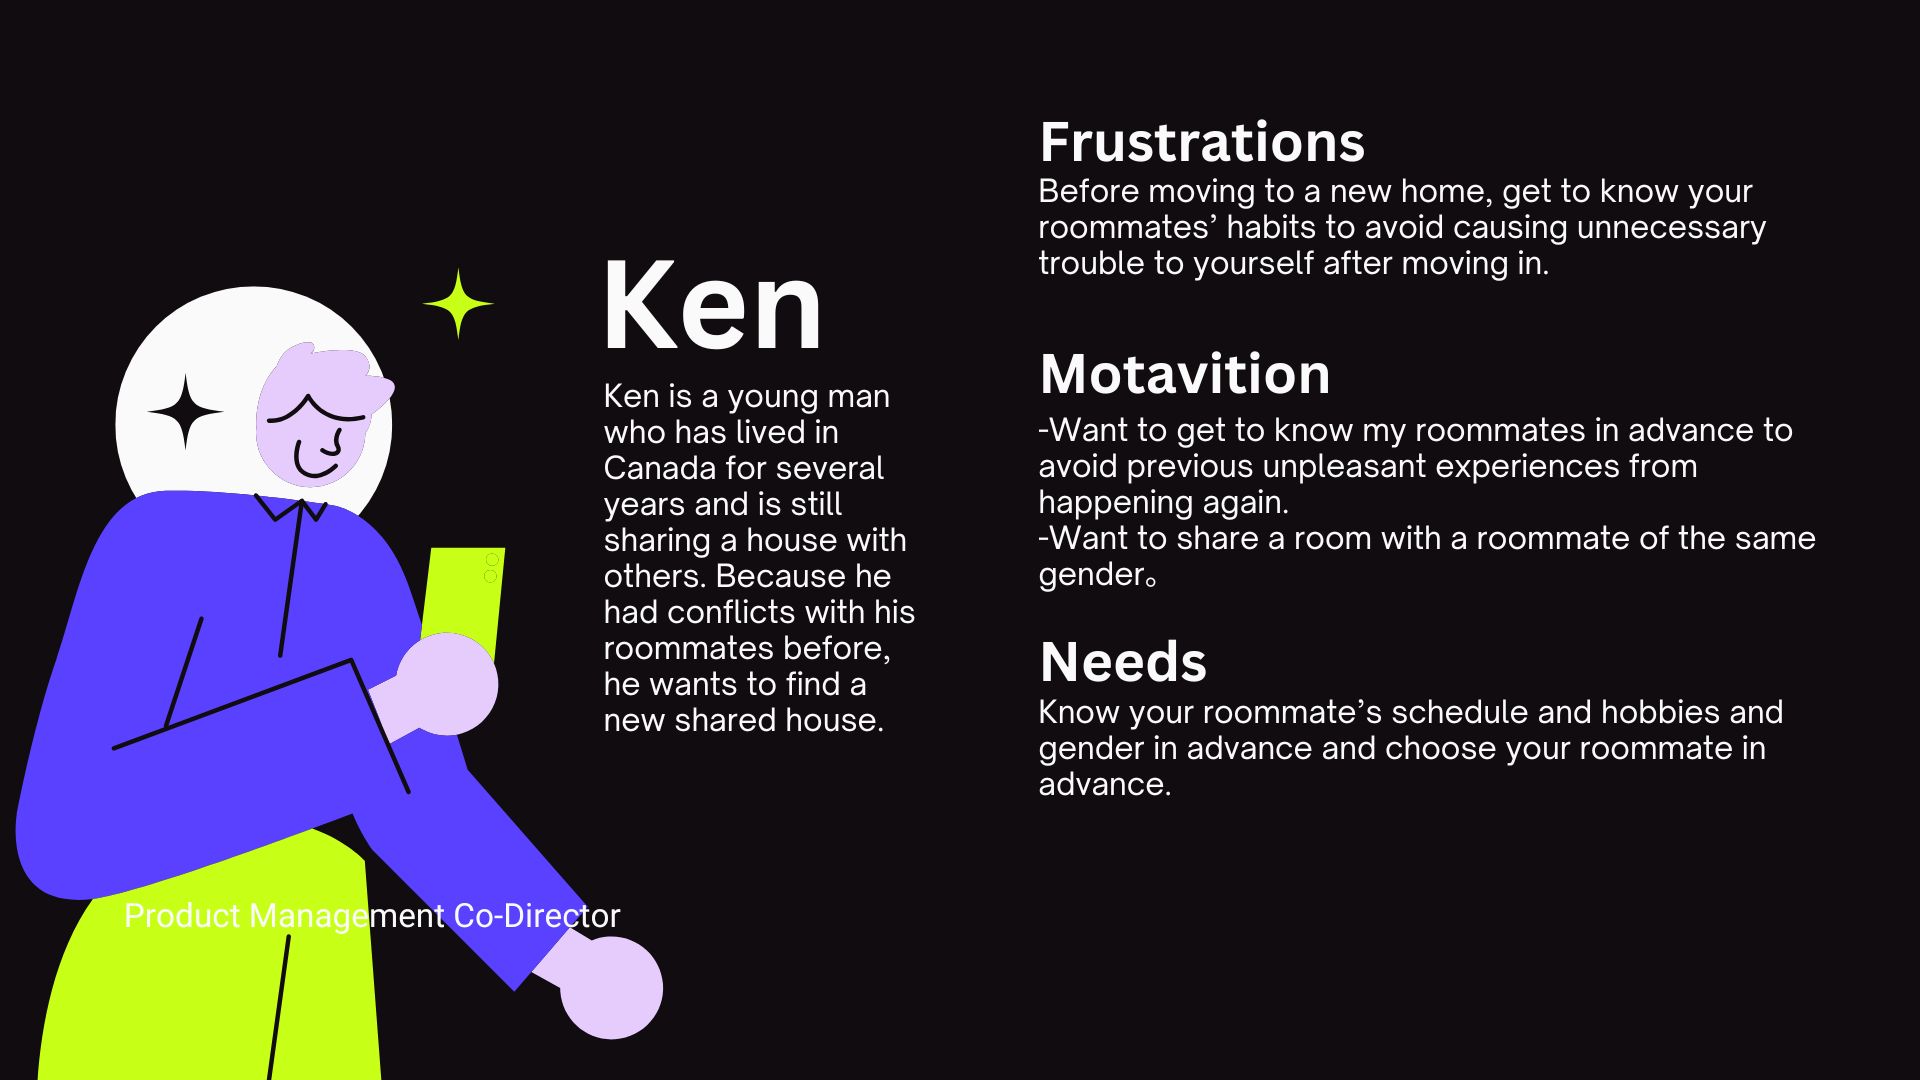 Ken
Ken is a young man
who has lived in
Canada for several
years and is still
sharing a house with
others. Because he
had conflicts with his
roommates before,
he wants to find a
new shared house.
Product Management Co-Director
Frustrations
Before moving to a new home, get to know your
roommates’ habits to avoid causing unnecessary
trouble to yourself after moving in.
Motavition
-Want to get to know my roommates in advance to
avoid previous unpleasant experiences from
happening again.
-Want to share a room with a roommate of the same
gender。
Needs
Know your roommate’s schedule and hobbies and
gender in advance and choose your roommate in
advance.